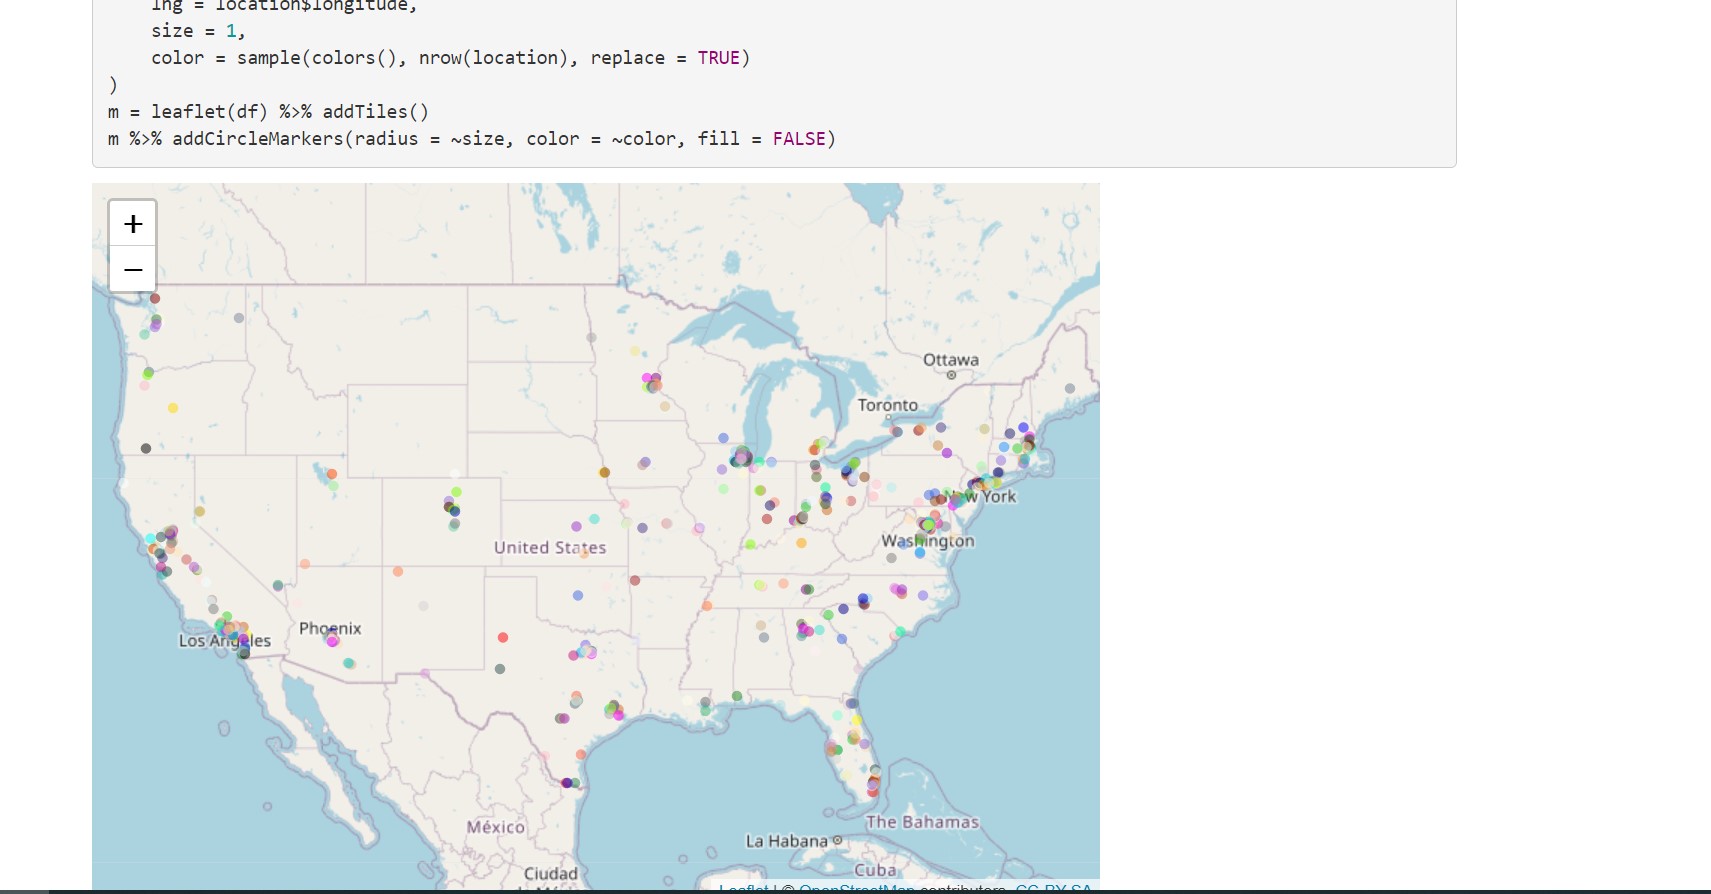 lng = location$longitude,
size = 1,
color = sample(colors(), nrow(location), replace = TRUE)
)
m = leaflet(df) %>% addTiles()
m %>% addCircleMarkers(radius = ~size, color = ~color, fill = FALSE)
+
−
Ottawa
Toronto
New York
Washington
United States
Phoenix
Los Angeles
México
The Bahamas
La Habana
Cuba
Ciudad
Leaflet | © OpenStreetMap contributors, CC-BY-SA